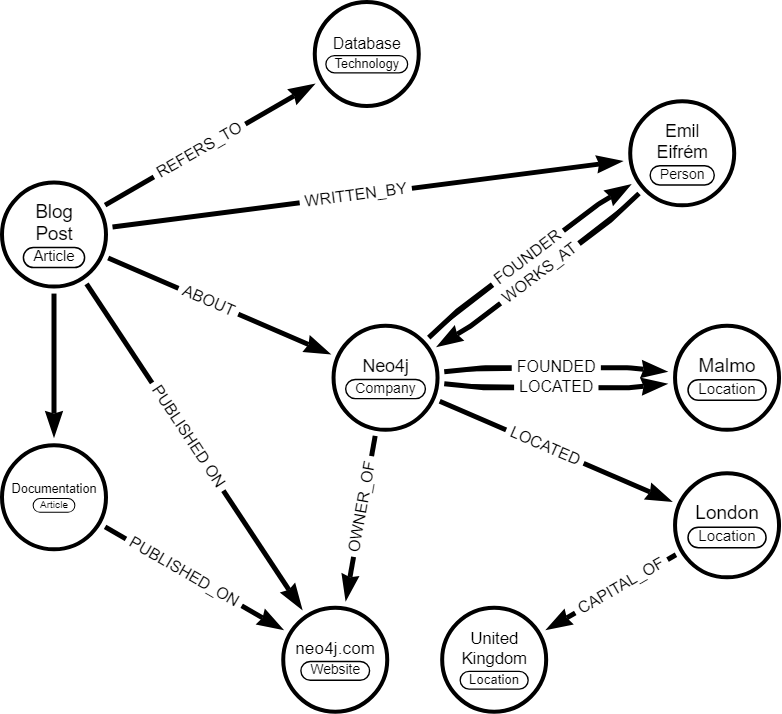 Database
Technology
REFERS_TO
Emil
Eifrém
Person
WRITTEN_BY
Blog
Post
Article
FOUNDER
WORKS_AT
ABOUT
Neo4j
Company
FOUNDED
LOCATED
Malmo
Location
PUBLISHED ON
LOCATED
Documentation
Article
OWNER_OF
London
Location
PUBLISHED_ON
CAPITAL_OF
neo4j.com
Website
United
Kingdom
Location